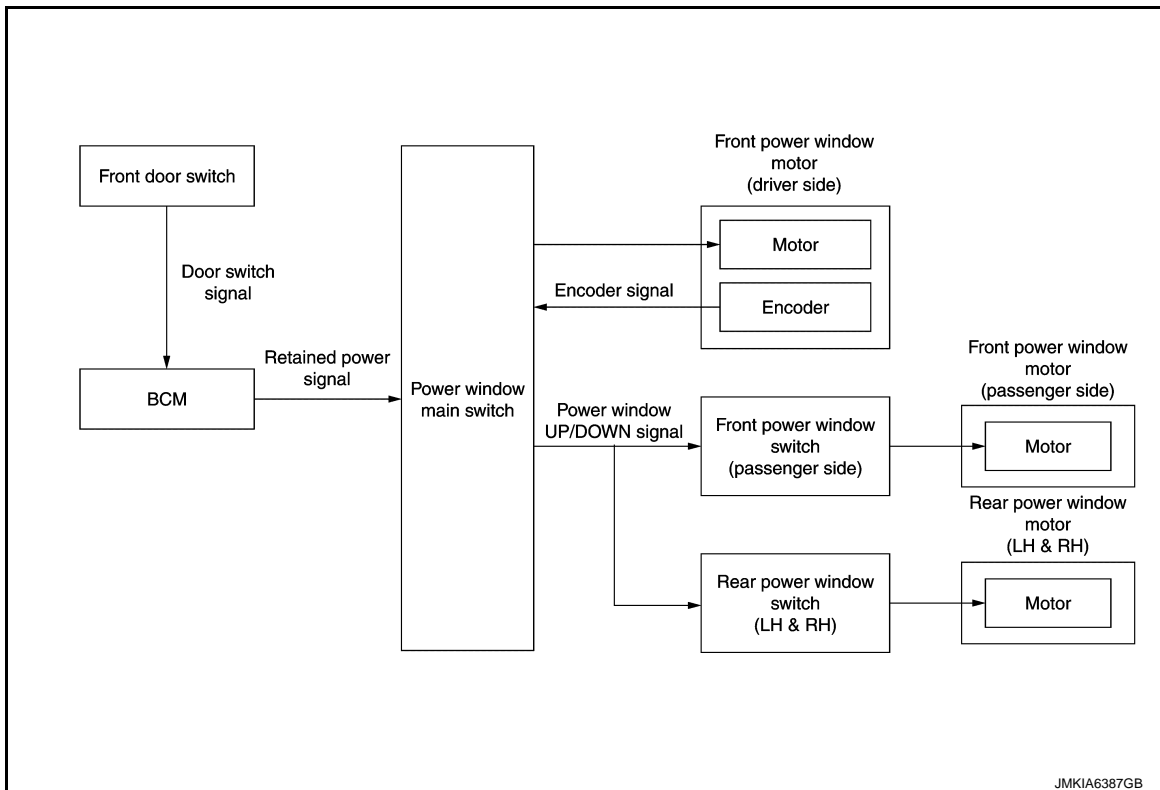 Front door switch
Door switch
signal
BCM
Retained power
signal
Power window
main switch
Front power window
motor
(driver side)
Motor
Encoder signal
Encoder
Power window
UP/DOWN signal
Front power window
switch
(passenger side)
Front power window
motor
(passenger side)
Motor
Rear power window
switch
(LH & RH)
Rear power window
motor
(LH & RH)
Motor
JMKIA6387GB